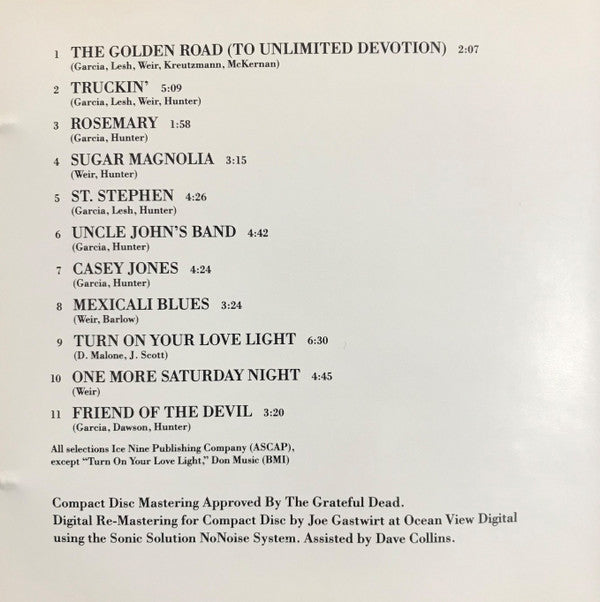 1 THE GOLDEN ROAD (TO UNLIMITED DEVOTION) 2:07
(Garcia, Lesh, Weir, Kreutzmann, McKernan)
2 TRUCKIN' 5:09
(Garcia, Lesh, Weir, Hunter)
3 ROSEMARY 1:58
(Garcia, Hunter)
4 SUGAR MAGNOLIA 3:15
(Weir, Hunter)
5 ST. STEPHEN 4:26
(Garcia, Lesh, Hunter)
6 UNCLE JOHN'S BAND 4:42
(Garcia, Hunter)
7 CASEY JONES 4:24
(Garcia, Hunter)
8 MEXICALI BLUES 3:24
(Weir, Barlow)
9 TURN ON YOUR LOVE LIGHT 6:30
(D. Malone, J. Scott)
10 ONE MORE SATURDAY NIGHT 4:45
(Weir)
11 FRIEND OF THE DEVIL 3:20
(Garcia, Dawson, Hunter)
All selections Ice Nine Publishing Company (ASCAP),
except "Turn On Your Love Light," Don Music (BMI)
Compact Disc Mastering Approved By The Grateful Dead.
Digital Re-Mastering for Compact Disc by Joe Gastwirt at Ocean View Digital
using the Sonic Solution NoNoise System. Assisted by Dave Collins.